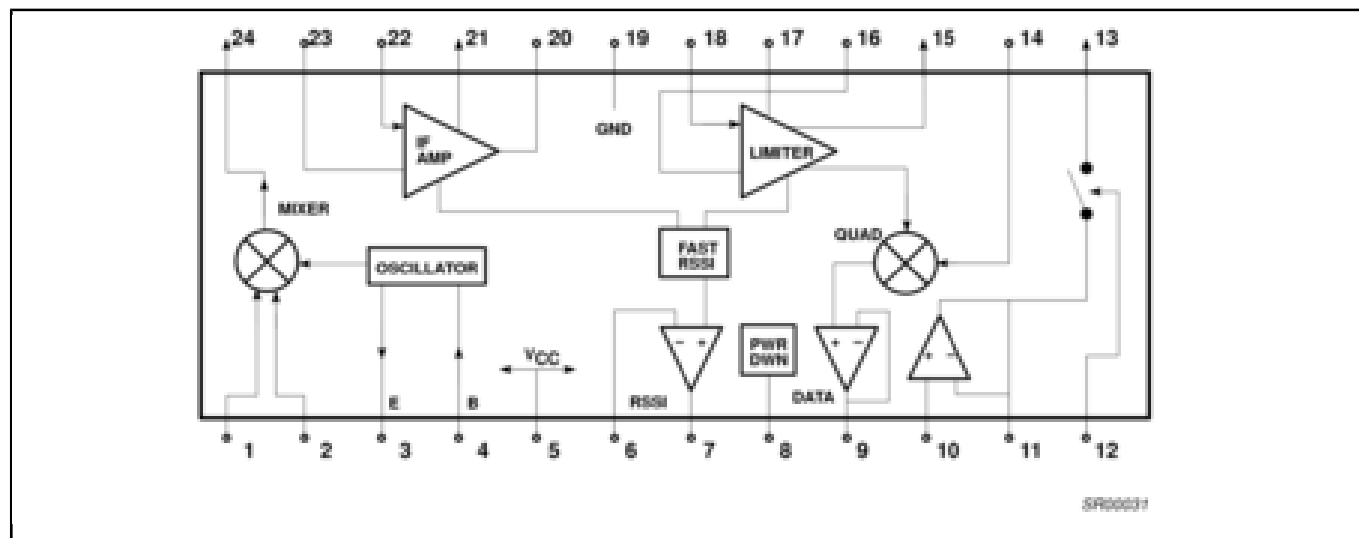 24 23 22 21 20 19 18 17 16 15 14 13
IF
AMP
GND
LIMITER
MIXER
OSCILLATOR
FAST
RSSI
QUAD
VCC
- +
PWR
DWN
+ -
+ -
E
B
RSSI
DATA
1 2 3 4 5 6 7 8 9 10 11 12
SR00031